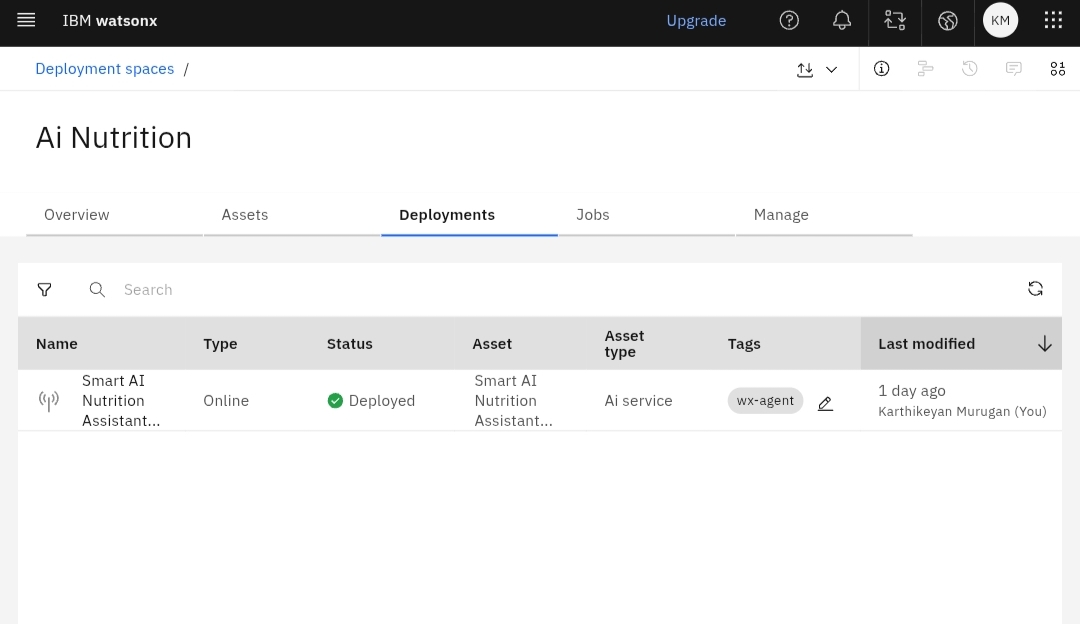 IBM watsonx
Upgrade
KM
Deployment spaces /
Ai Nutrition
Overview
Assets
Deployments
Jobs
Manage
Search
Name
Type
Status
Asset
Asset
type
Tags
Last modified
Smart AI
Nutrition
Assistant...
Online
Deployed
Smart AI
Nutrition
Assistant...
Ai service
wx-agent
1 day ago
Karthikeyan Murugan (You)